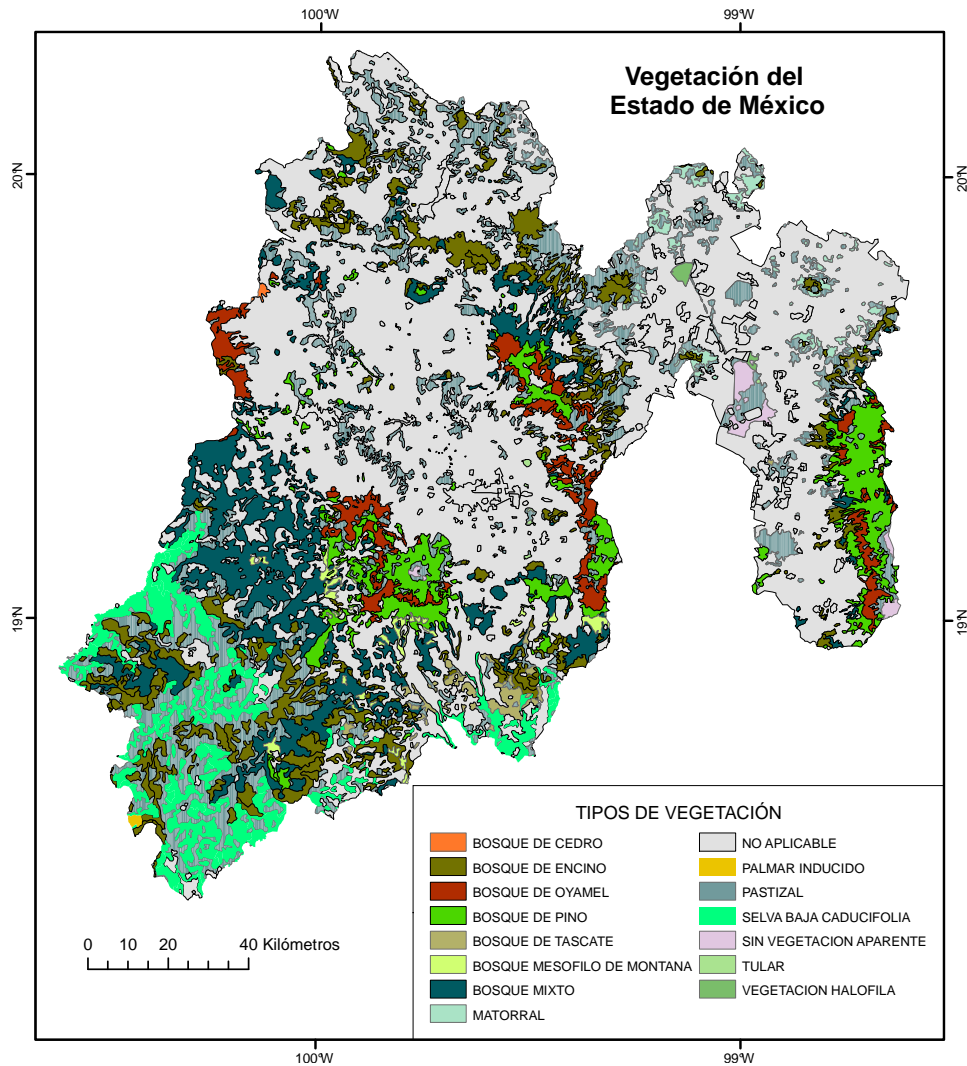 100°W
99°W
Vegetación del
Estado de México
20°N
20°N
19°N
19°N
TIPOS DE VEGETACIÓN
BOSQUE DE CEDRO
BOSQUE DE ENCINO
BOSQUE DE OYAMEL
BOSQUE DE PINO
BOSQUE DE TASCATE
BOSQUE MESOFILO DE MONTANA
BOSQUE MIXTO
MATORRAL
NO APLICABLE
PALMAR INDUCIDO
PASTIZAL
SELVA BAJA CADUCIFOLIA
SIN VEGETACION APARENTE
TULAR
VEGETACION HALOFILA
0 10 20 40 Kilómetros
100°W
99°W